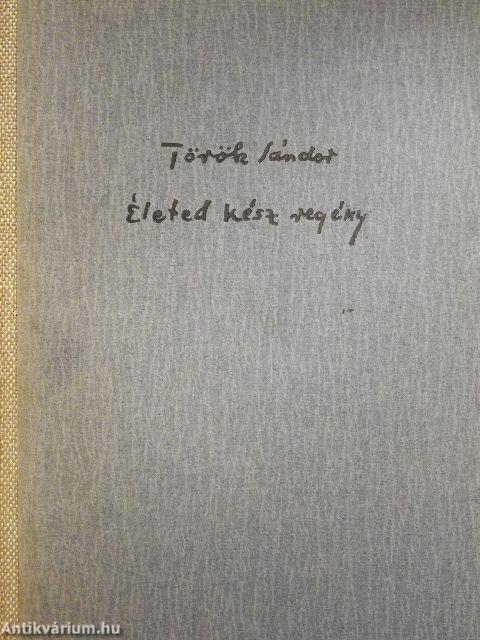 Török Sándor
Életed kész regény
Antikvárium.hu